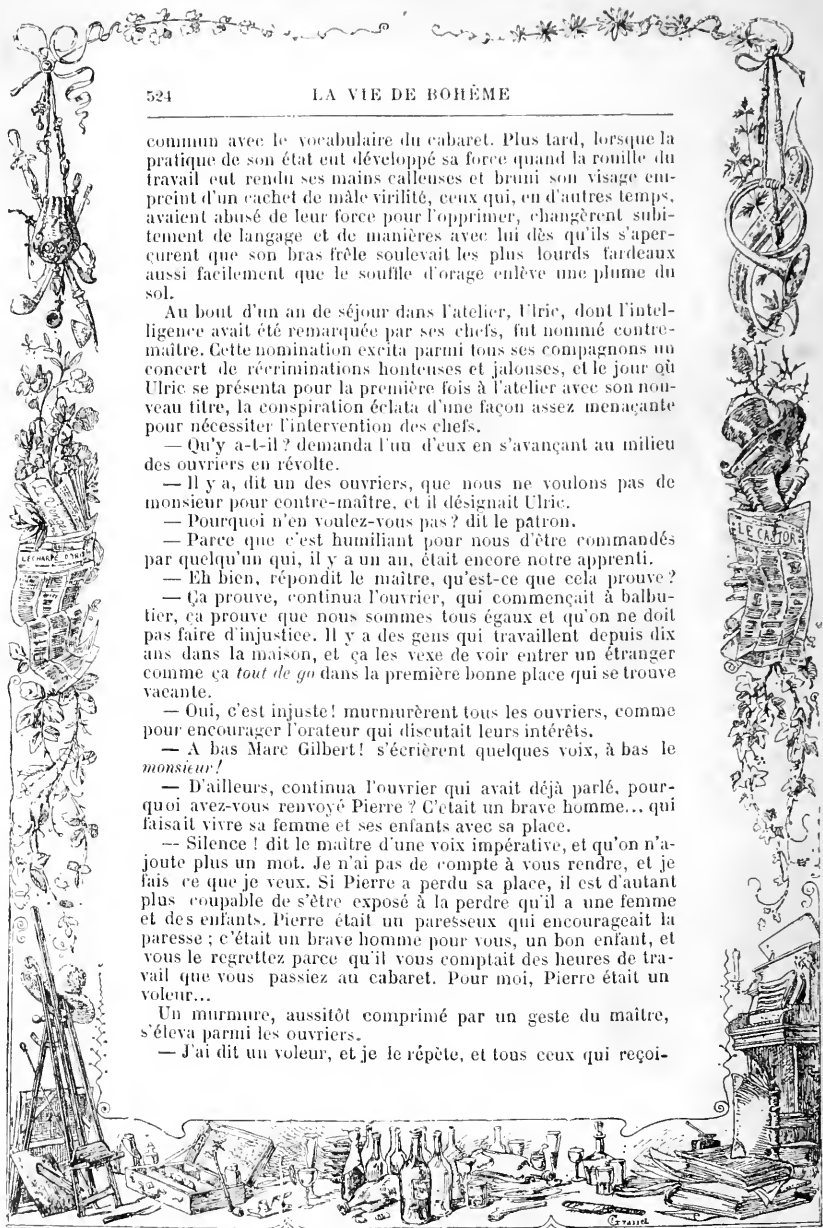 524 LA VIE DE BOHÈME
commun avec le vocabulaire du cabaret. Plus tard, lorsque la
pratique de son état eut développé sa force quand la rouille du
travail eut rendu ses mains calleuses et bruni son visage em-
preint d'un cachet de mâle virilité, ceux qui, en d'autres temps,
avaient abusé de leur force pour l'opprimer, changèrent subi-
tement de langage et de manières avec lui dès qu'ils s'aper-
çurent que son bras frêle soulevait les plus lourds fardeaux
aussi facilement que le souffle d'orage enlève une plume du
sol.
Au bout d'un an de séjour dans l'atelier, Ulric, dont l'intel-
ligence avait été remarquée par ses chefs, fut nommé contre-
maître. Cette nomination excita parmi tous ses compagnons un
concert de récriminations honteuses et jalouses, et le jour où
Ulric se présenta pour la première fois à l'atelier avec son nou-
veau titre, la conspiration éclata d'une façon assez menaçante
pour nécessiter l'intervention des chefs.
— Qu'y a-t-il ? demanda l'un d'eux en s'avançant au milieu
des ouvriers en révolte.
— Il y a, dit un des ouvriers, que nous ne voulons pas de
monsieur pour contre-maître, et il désignait Ulric.
— Pourquoi n'en voulez-vous pas ? dit le patron.
— Parce que c'est humiliant pour nous d'être commandés
par quelqu'un qui, il y a un an, était encore notre apprenti.
— Eh bien, répondit le maître, qu'est-ce que cela prouve ?
— Ça prouve, continua l'ouvrier, qui commençait à balbu-
tier, ça prouve que nous sommes tous égaux et qu'on ne doit
pas faire d'injustice. Il y a des gens qui travaillent depuis dix
ans dans la maison, et ça les vexe de voir entrer un étranger
comme ça tout de go dans la première bonne place qui se trouve
vacante.
— Oui, c'est injuste ! murmurèrent tous les ouvriers, comme
pour encourager l'orateur qui discutait leurs intérêts.
— A bas Marc Gilbert ! s'écrièrent quelques voix, à bas le
monsieur !
— D'ailleurs, continua l'ouvrier qui avait déjà parlé, pour-
quoi avez-vous renvoyé Pierre ? C'était un brave homme... qui
faisait vivre sa femme et ses enfants avec sa place.
— Silence ! dit le maître d'une voix impérative, et qu'on n'a-
joute plus un mot. Je n'ai pas de compte à vous rendre, et je
fais ce que je veux. Si Pierre a perdu sa place, il est d'autant
plus coupable de s'être exposé à la perdre qu'il a une femme
et des enfants. Pierre était un paresseux qui encourageait la
paresse ; c'était un brave homme pour vous, un bon enfant, et
vous le regrettez parce qu'il vous comptait des heures de tra-
vail que vous passiez au cabaret. Pour moi, Pierre était un
voleur...
Un murmure, aussitôt comprimé par un geste du maître,
s'éleva parmi les ouvriers.
— J'ai dit un voleur, et je le répète, et tous ceux qui reçoi-
LE CASTOR
Grasset